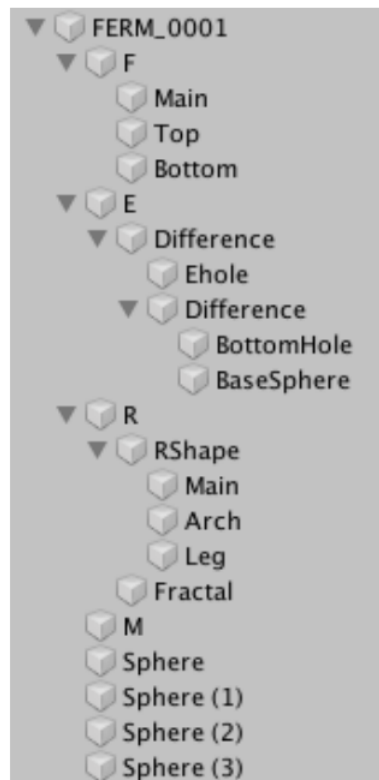 FERM_0001
F
Main
Top
Bottom
E
Difference
Ehole
Difference
BottomHole
BaseSphere
R
RShape
Main
Arch
Leg
Fractal
M
Sphere
Sphere (1)
Sphere (2)
Sphere (3)